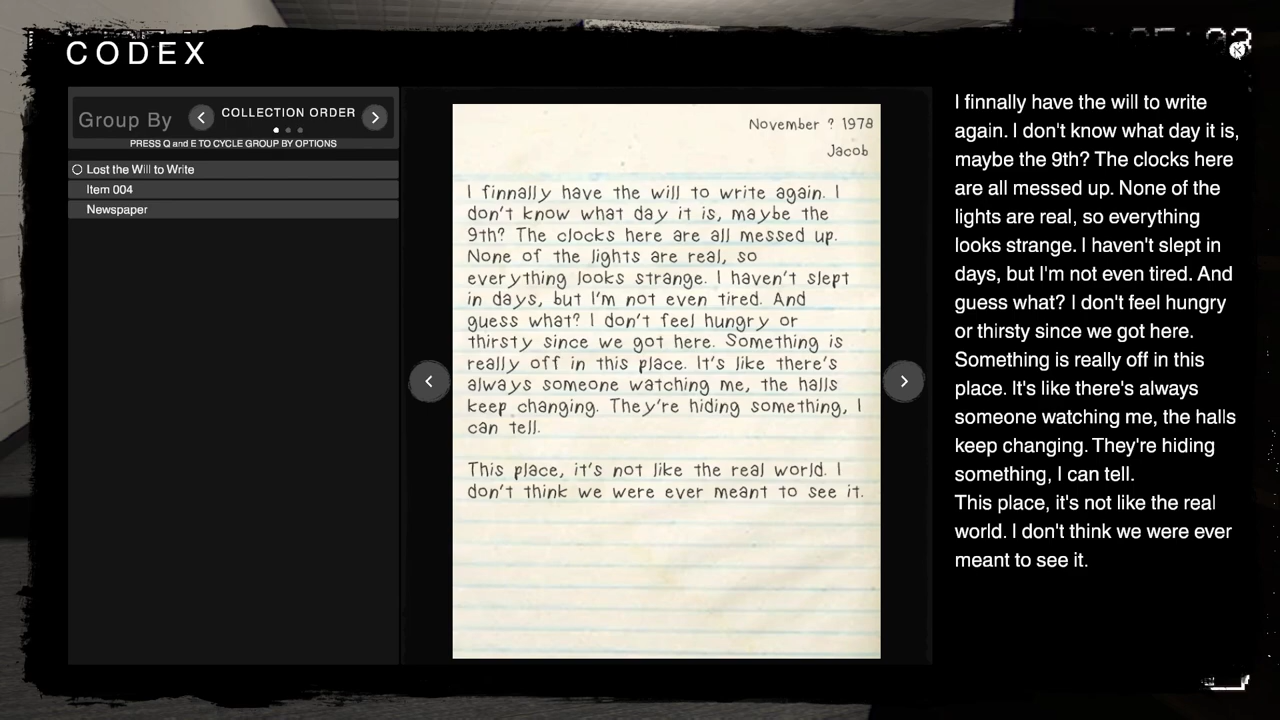 CODEX
Group By
COLLECTION ORDER
PRESS Q and E TO CYCLE GROUP BY OPTIONS
Lost the Will to Write
Item 004
Newspaper
November ? 1978
Jacob
I finnally have the will to write again. I
don't know what day it is, maybe the
9th? The clocks here are all messed up.
None of the lights are real, so
everything looks strange. I haven't slept
in days, but I'm not even tired. And
guess what? I don't feel hungry or
thirsty since we got here. Something is
really off in this place. It's like there's
always someone watching me, the halls
keep changing. They're hiding something, I
can tell.
This place, it's not like the real world. I
don't think we were ever meant to see it.
I finnally have the will to write
again. I don't know what day it is,
maybe the 9th? The clocks here
are all messed up. None of the
lights are real, so everything
looks strange. I haven't slept in
days, but I'm not even tired. And
guess what? I don't feel hungry
or thirsty since we got here.
Something is really off in this
place. It's like there's always
someone watching me, the halls
keep changing. They're hiding
something, I can tell.
This place, it's not like the real
world. I don't think we were ever
meant to see it.